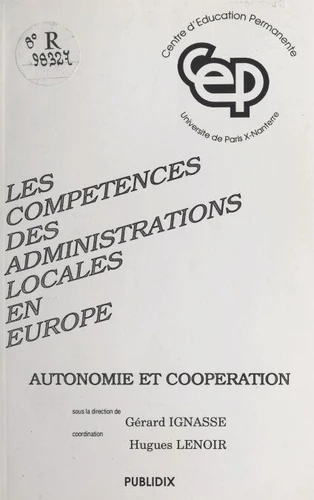 8° R
98327
Centre d'Education Permanente
cep
Universite de Paris X-Nanterre
LES
COMPETENCES
DES
ADMINISTRATIONS
LOCALES
EN
EUROPE
AUTONOMIE ET COOPERATION
sous la direction de
Gérard IGNASSE
coordination
Hugues LENOIR
PUBLIDIX